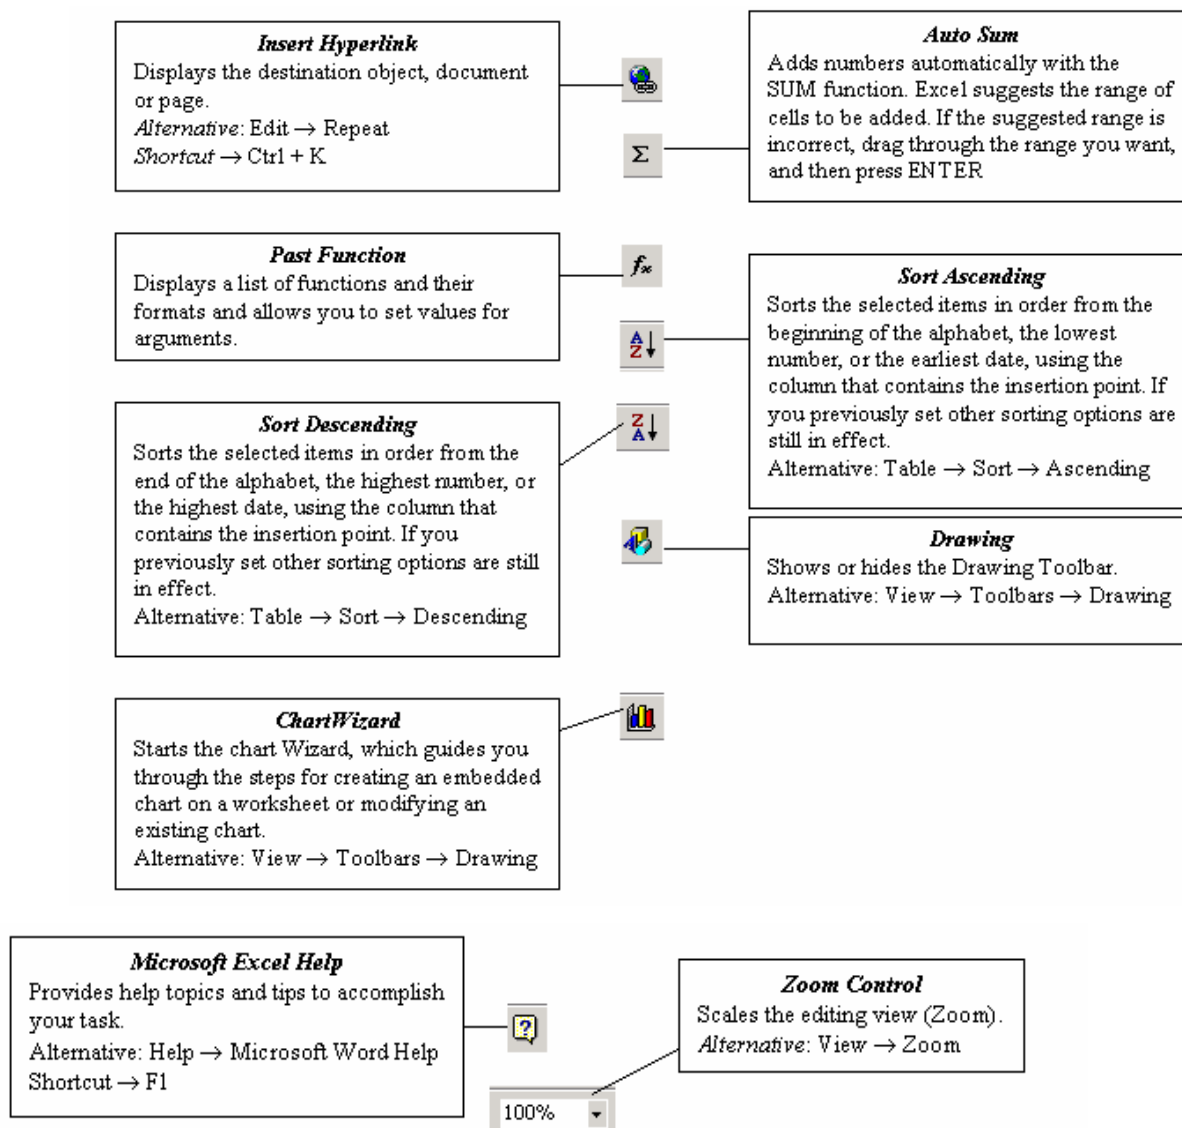 Insert Hyperlink
Displays the destination object, document
or page.
Alternative: Edit → Repeat
Shortcut → Ctrl + K
Auto Sum
Adds numbers automatically with the
SUM function. Excel suggests the range of
cells to be added. If the suggested range is
incorrect, drag through the range you want,
and then press ENTER
Σ
Past Function
Displays a list of functions and their
formats and allows you to set values for
arguments.
fx
Sort Ascending
Sorts the selected items in order from the
beginning of the alphabet, the lowest
number, or the earliest date, using the
column that contains the insertion point. If
you previously set other sorting options are
still in effect.
Alternative: Table → Sort → Ascending
A
Z
Sort Descending
Sorts the selected items in order from the
end of the alphabet, the highest number, or
the highest date, using the column that
contains the insertion point. If you
previously set other sorting options are still
in effect.
Alternative: Table → Sort → Descending
Z
A
Drawing
Shows or hides the Drawing Toolbar.
Alternative: View → Toolbars → Drawing
ChartWizard
Starts the chart Wizard, which guides you
through the steps for creating an embedded
chart on a worksheet or modifying an
existing chart.
Alternative: View → Toolbars → Drawing
Microsoft Excel Help
Provides help topics and tips to accomplish
your task.
Alternative: Help → Microsoft Word Help
Shortcut → F1
?
Zoom Control
Scales the editing view (Zoom).
Alternative: View → Zoom
100%